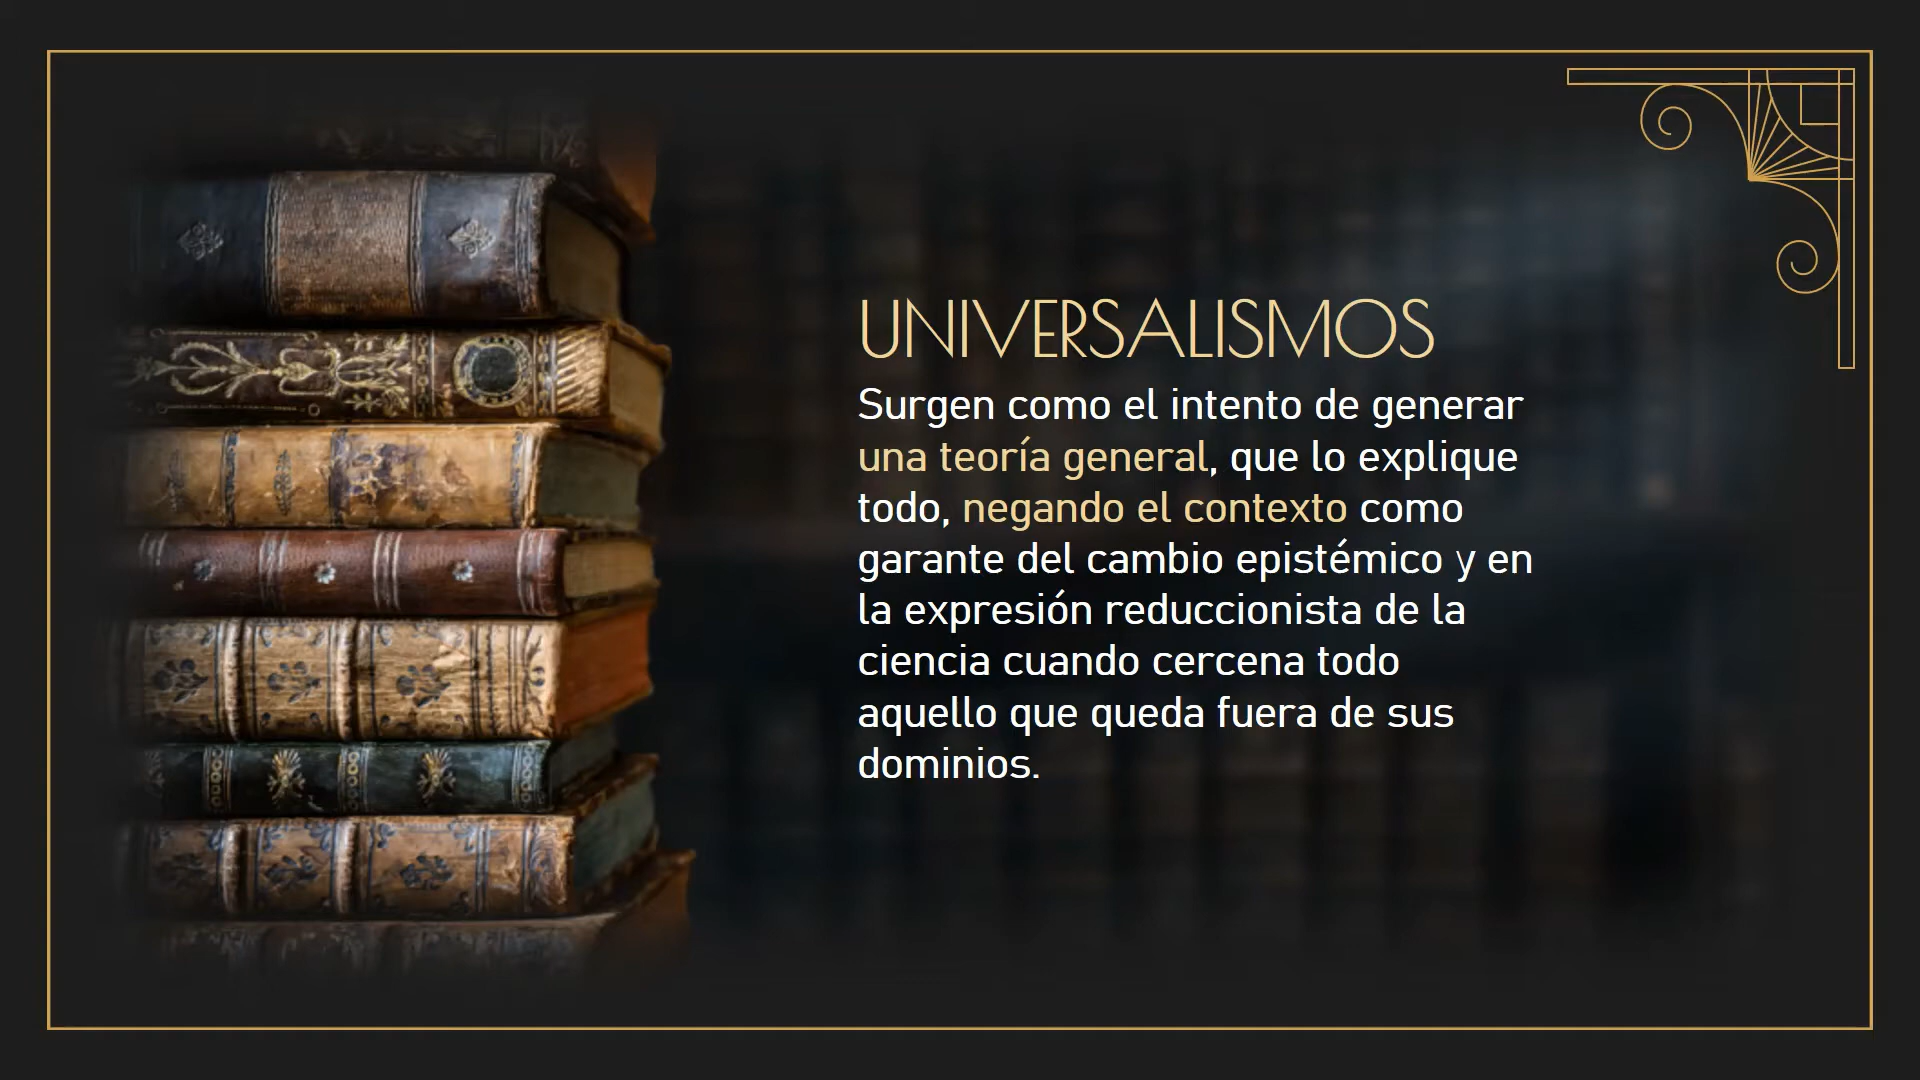 UNIVERSALISMOS
Surgen como el intento de generar
una teoría general, que lo explique
todo, negando el contexto como
garante del cambio epistémico y en
la expresión reduccionista de la
ciencia cuando cercena todo
aquello que queda fuera de sus
dominios.